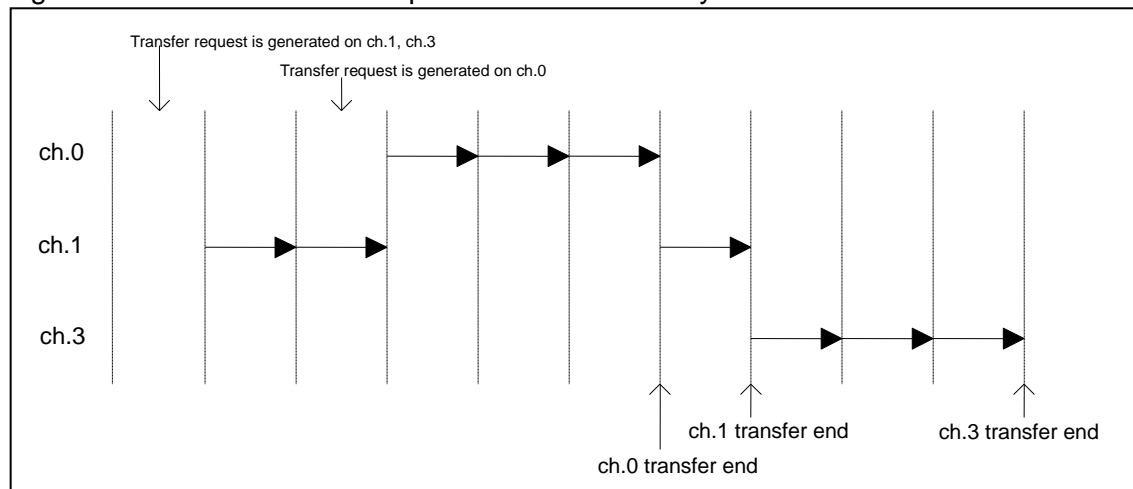 Transfer request is generated on ch.1, ch.3
Transfer request is generated on ch.0
ch.0
ch.1
ch.3
ch.1 transfer end
ch.3 transfer end
ch.0 transfer end